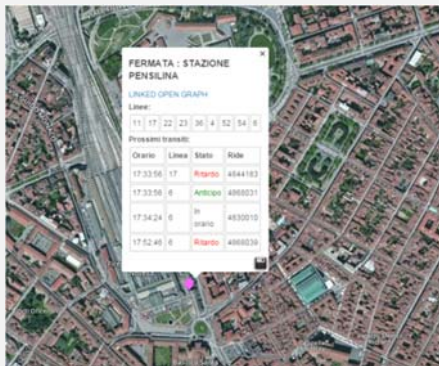 ×
FERMATA : STAZIONE
PENSILINA
LINKED OPEN GRAPH
Linee:
11 17 22 23 36 4 52 54 6
Prossimi transiti:
Orario Linea Stato Ride
17:33:56 17 Ritardo 4644163
17:33:56 6 Anticipo 4868031
17:34:24 6 In
orario 4630010
17:52:46 6 Ritardo 4868039